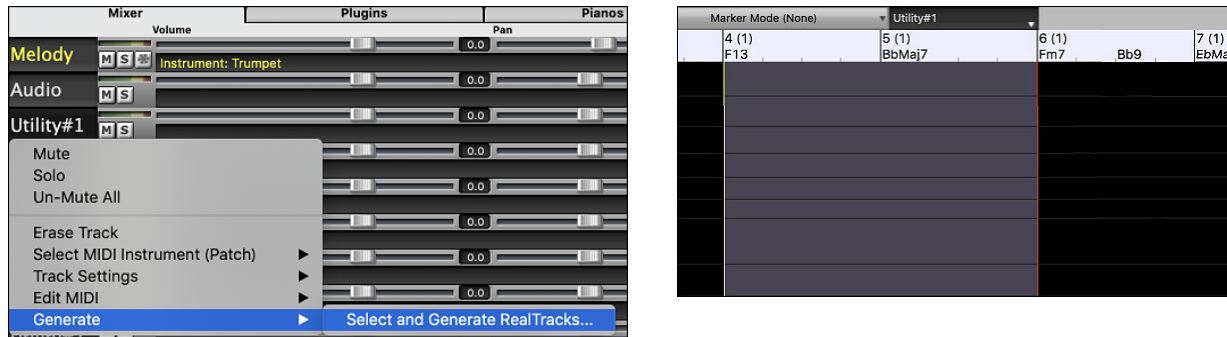 Mixer Plugins Pianos
Volume Pan
0.0
Melody M S Instrument: Trumpet
0.0
Audio M S
0.0
Utility#1 M S
0.0
Mute
Solo
0.0
Un-Mute All
0.0
Erase Track
Select MIDI Instrument (Patch)
0.0
Track Settings
Edit MIDI
0.0
Generate Select and Generate RealTracks...
Marker Mode (None) Utility#1
4 (1) 5 (1) 6 (1) 7 (1)
F13 BbMaj7 Fm7 Bb9 EbMa